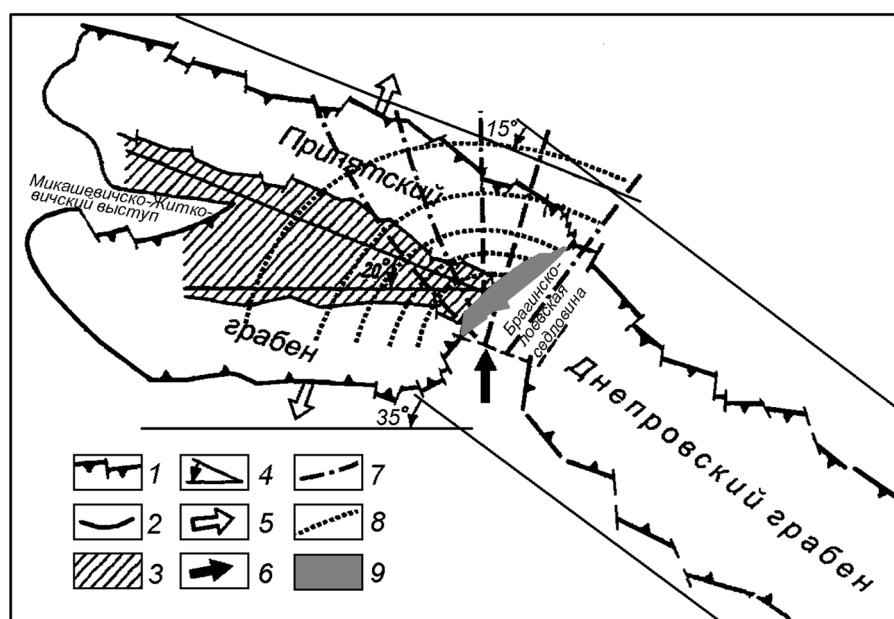 15°
Припятский
Микашевичско-Житко-
вичский выступ
20°
Брагинско-
лоевская
седловина
грабен
Днепровский грабен
35°
1
4
7
2
5
8
3
6
9